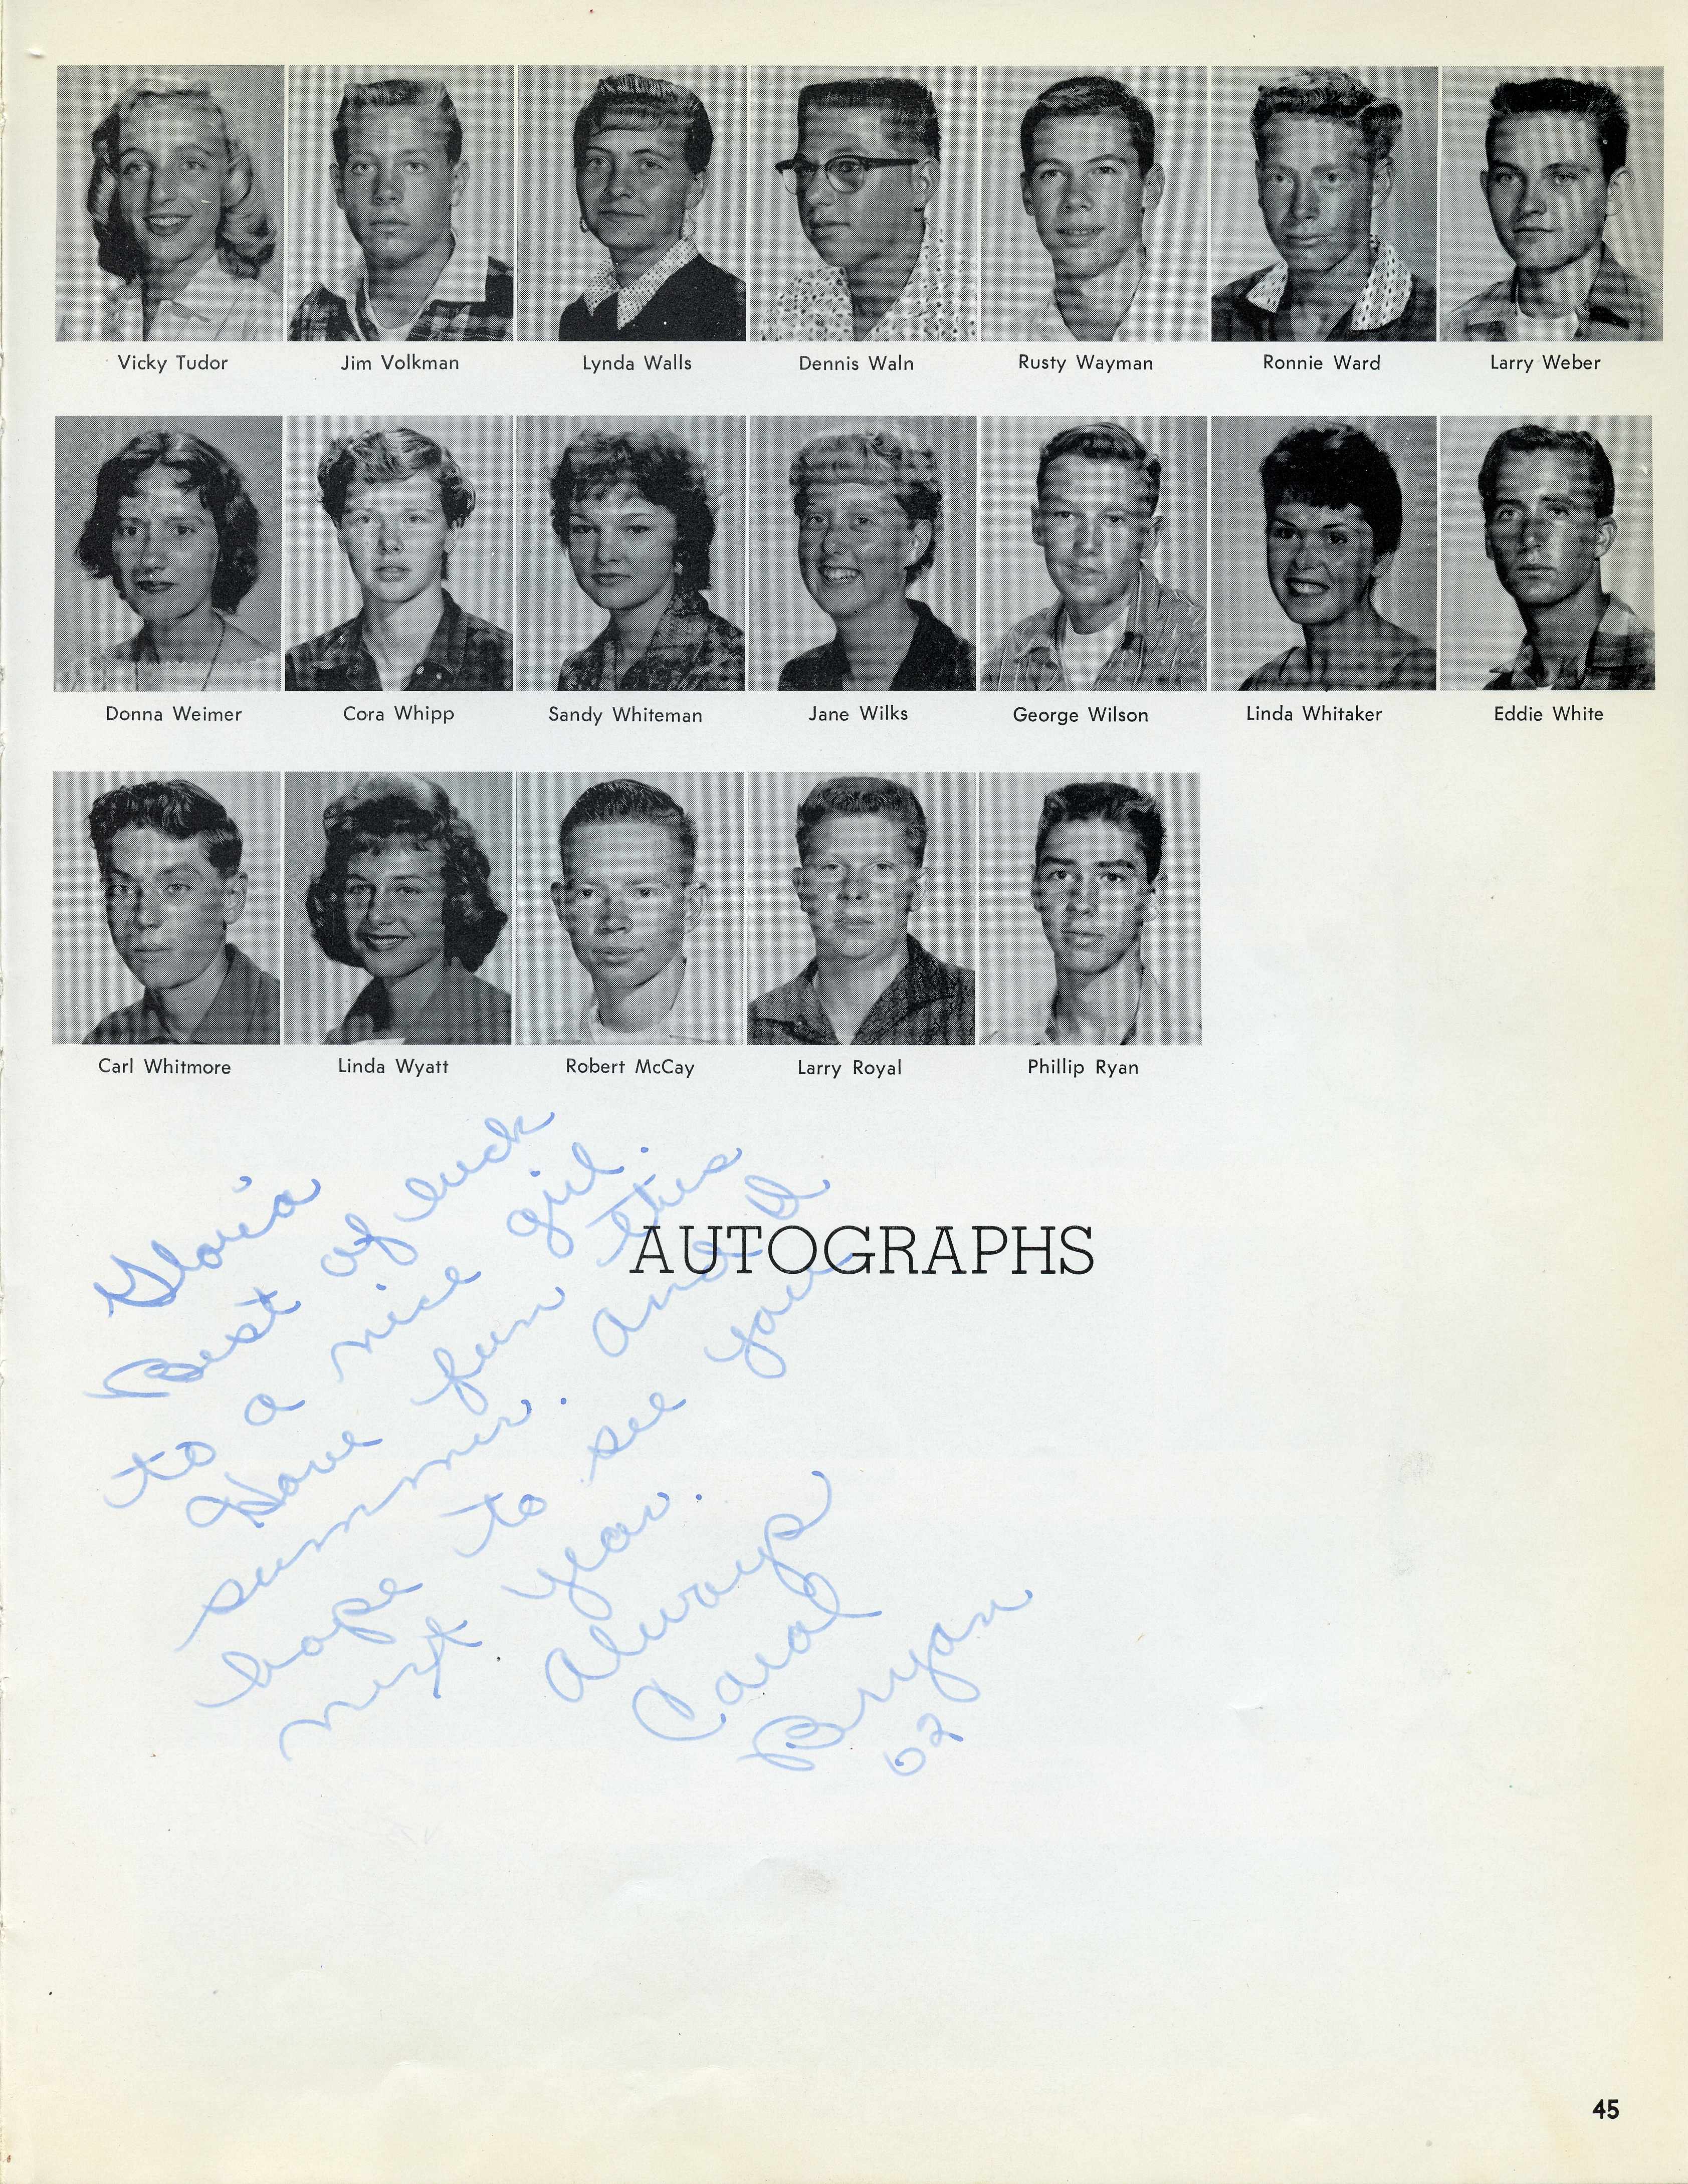 Vicky Tudor Jim Volkman Lynda Walls Dennis Waln Rusty Wayman Ronnie Ward Larry Weber
Donna Weimer Cora Whipp Sandy Whiteman Jane Wilks George Wilson Linda Whitaker Eddie White
Carl Whitmore Linda Wyatt Robert McCay Larry Royal Phillip Ryan
AUTOGRAPHS
Gloria
Best of luck
to a nice girl.
Have fun this
summer. and I
hope to see you
next year.
Always
Carol
Bryan
62
45